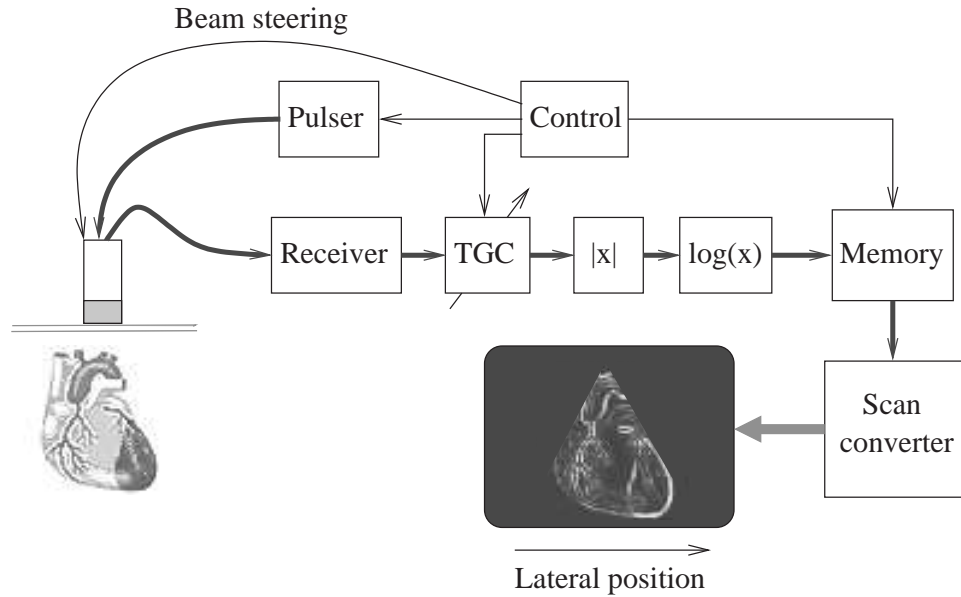 Beam steering
Pulser
Control
Receiver
TGC
|x|
log(x)
Memory
Scan
converter
Lateral position